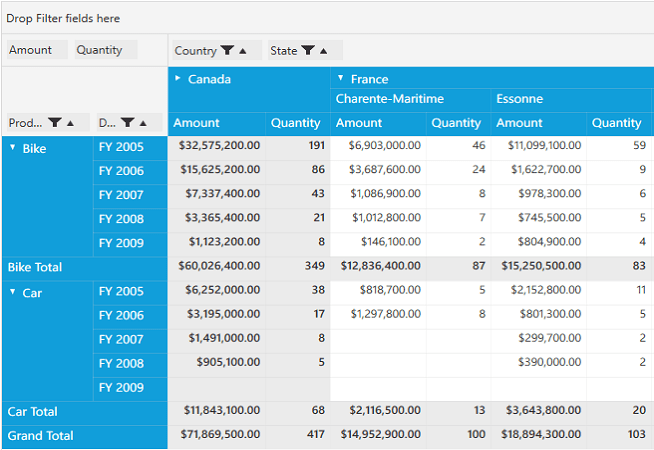 Drop Filter fields here
Amount Quantity Country State
Canada France
Charente-Maritime Essonne
Prod... D... Amount Quantity Amount Quantity Amount Quantity
Bike FY 2005 $32,575,200.00 191 $6,903,000.00 46 $11,099,100.00 59
FY 2006 $15,625,200.00 86 $3,687,600.00 24 $1,622,700.00 9
FY 2007 $7,337,400.00 43 $1,086,900.00 8 $978,300.00 6
FY 2008 $3,365,400.00 21 $1,012,800.00 7 $745,500.00 5
FY 2009 $1,123,200.00 8 $146,100.00 2 $804,900.00 4
Bike Total $60,026,400.00 349 $12,836,400.00 87 $15,250,500.00 83
Car FY 2005 $6,252,000.00 38 $818,700.00 5 $2,152,800.00 11
FY 2006 $3,195,000.00 17 $1,297,800.00 8 $801,300.00 5
FY 2007 $1,491,000.00 8 $299,700.00 2
FY 2008 $905,100.00 5 $390,000.00 2
FY 2009
Car Total $11,843,100.00 68 $2,116,500.00 13 $3,643,800.00 20
Grand Total $71,869,500.00 417 $14,952,900.00 100 $18,894,300.00 103